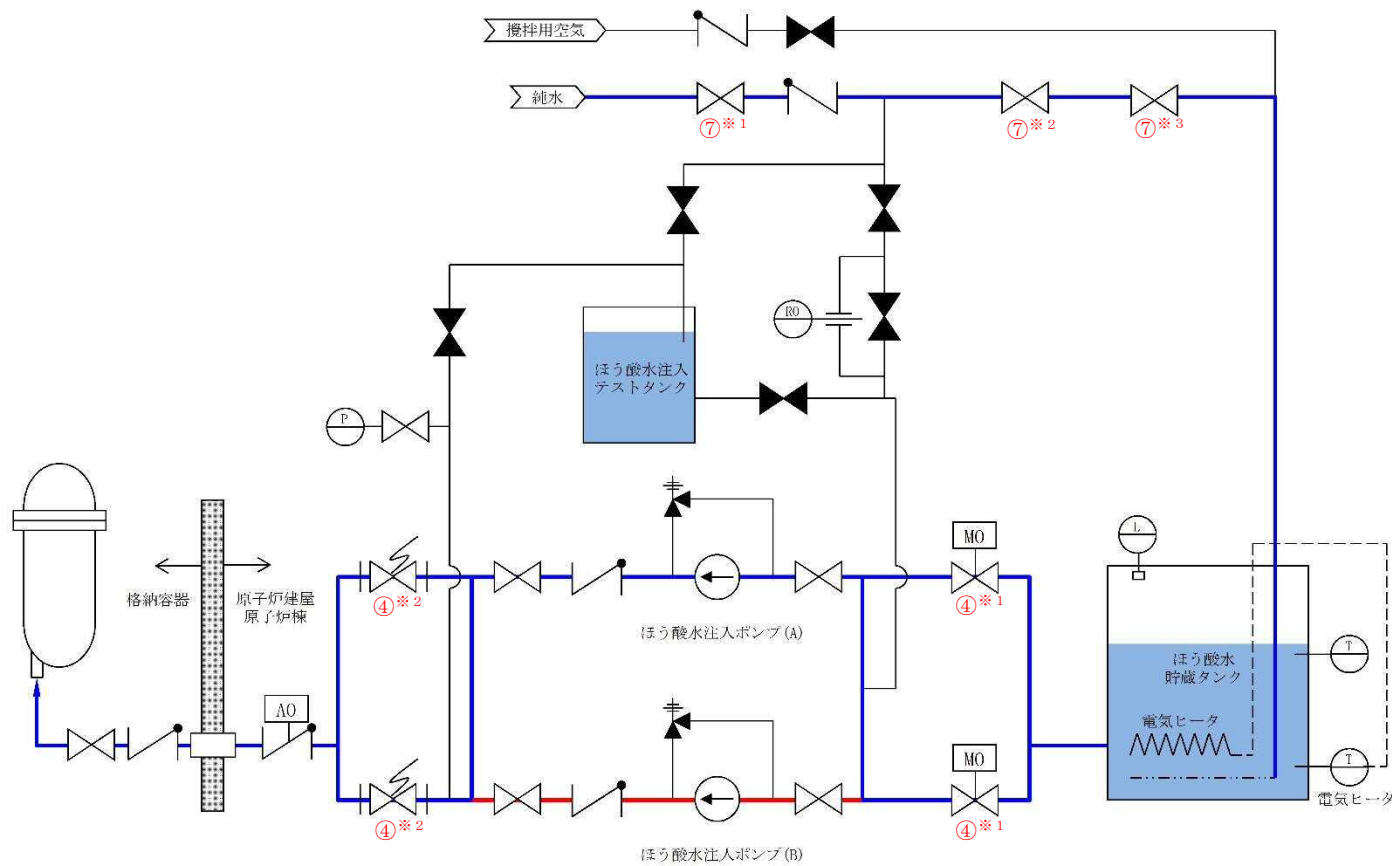 攪拌用空気
純水
⑦※1
⑦※2
⑦※3
RO
ほう酸水注入
テストタンク
P
L
MO
格納容器
原子炉建屋
原子炉棟
④※2
④※1
ほう酸水注入ポンプ(A)
ほう酸水
貯蔵タンク
T
AO
電気ヒータ
MO
T
電気ヒータ
④※2
④※1
ほう酸水注入ポンプ(B)